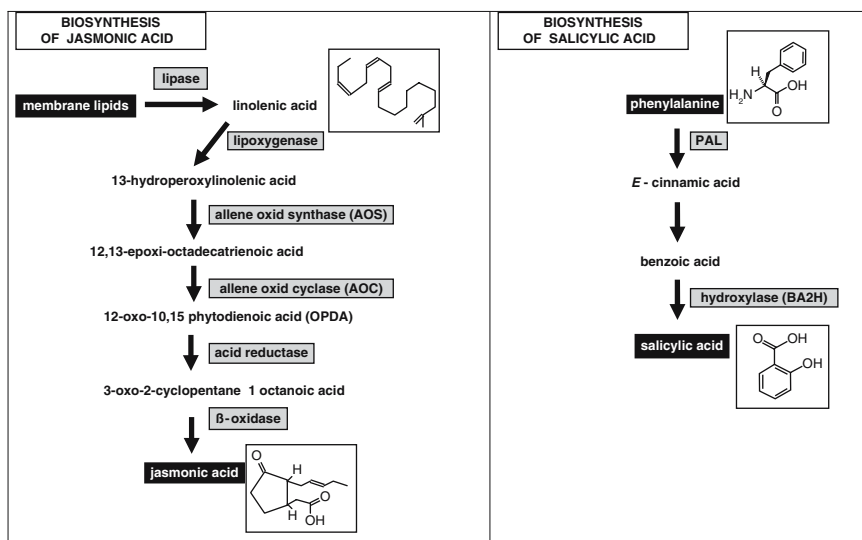 BIOSYNTHESIS
OF JASMONIC ACID
lipase
membrane lipids
linolenic acid
lipoxygenase
13-hydroperoxylinolenic acid
allene oxid synthase (AOS)
12,13-epoxi-octadecatrienoic acid
allene oxid cyclase (AOC)
12-oxo-10,15 phytodienoic acid (OPDA)
acid reductase
3-oxo-2-cyclopentane 1 octanoic acid
ß-oxidase
jasmonic acid
O
H
O
H
OH
BIOSYNTHESIS
OF SALICYLIC ACID
phenylalanine
H
H2N
OH
O
PAL
E - cinnamic acid
benzoic acid
hydroxylase (BA2H)
salicylic acid
O
OH
OH